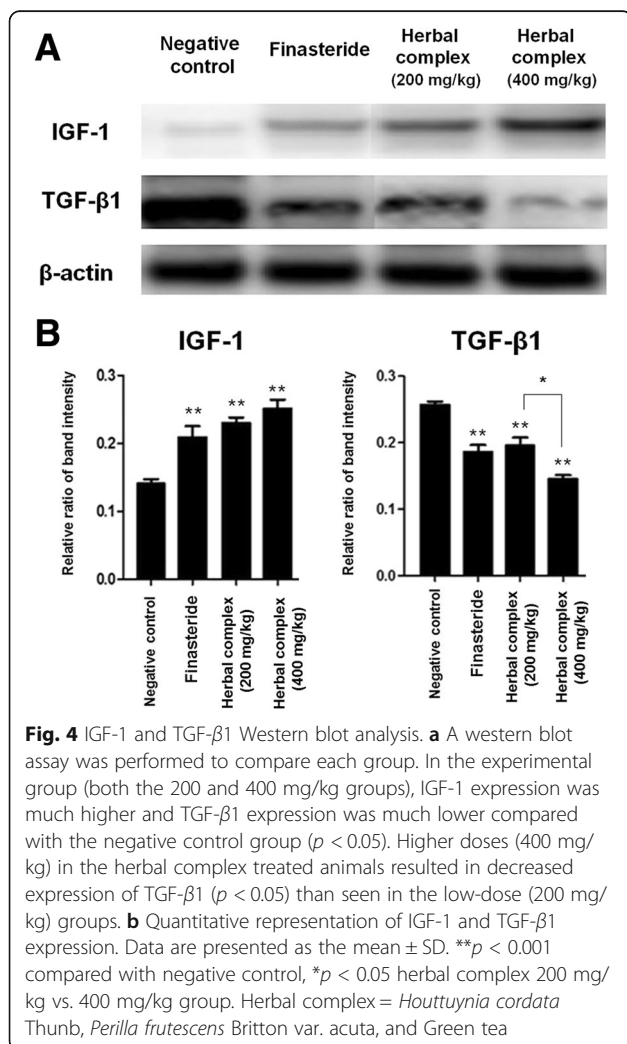 A
Negative control
Finasteride
Herbal complex (200 mg/kg)
Herbal complex (400 mg/kg)
IGF-1
TGF-β1
β-actin
B
IGF-1
Relative ratio of band intensity
0.3
0.2
0.1
0.0
**
**
**
Negative control
Finasteride
Herbal complex (200 mg/kg)
Herbal complex (400 mg/kg)
TGF-β1
Relative ratio of band intensity
0.3
0.2
0.1
0.0
**
**
*
**
Negative control
Finasteride
Herbal complex (200 mg/kg)
Herbal complex (400 mg/kg)
Fig. 4 IGF-1 and TGF-β1 Western blot analysis. a A western blot
assay was performed to compare each group. In the experimental
group (both the 200 and 400 mg/kg groups), IGF-1 expression was
much higher and TGF-β1 expression was much lower compared
with the negative control group (p < 0.05). Higher doses (400 mg/
kg) in the herbal complex treated animals resulted in decreased
expression of TGF-β1 (p < 0.05) than seen in the low-dose (200 mg/
kg) groups. b Quantitative representation of IGF-1 and TGF-β1
expression. Data are presented as the mean ± SD. **p < 0.001
compared with negative control, *p < 0.05 herbal complex 200 mg/
kg vs. 400 mg/kg group. Herbal complex = Houttuynia cordata
Thunb, Perilla frutescens Britton var. acuta, and Green tea